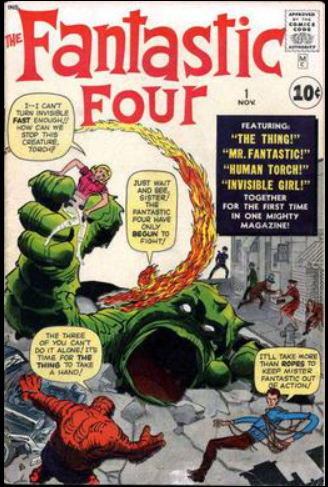 IND.
APPROVED
BY THE
COMICS
CODE
AUTHORITY
THE
Fantastic
FOUR
M
C
1
NOV.
10¢
I--I CAN'T
TURN INVISIBLE
FAST ENOUGH!!
HOW CAN WE
STOP THIS
CREATURE,
TORCH?
JUST WAIT
AND SEE,
SISTER!
THE
FANTASTIC
FOUR HAVE
ONLY
BEGUN TO
FIGHT!
FEATURING:
"THE THING!"
"MR. FANTASTIC!"
"HUMAN TORCH!"
"INVISIBLE GIRL!"
TOGETHER
FOR THE FIRST TIME
IN ONE MIGHTY
MAGAZINE!
THE THREE
OF YOU CAN'T
DO IT ALONE! IT'S
TIME FOR THE
THING TO TAKE
A HAND!
IT'LL TAKE MORE
THAN ROPES TO
KEEP MISTER
FANTASTIC OUT
OF ACTION!